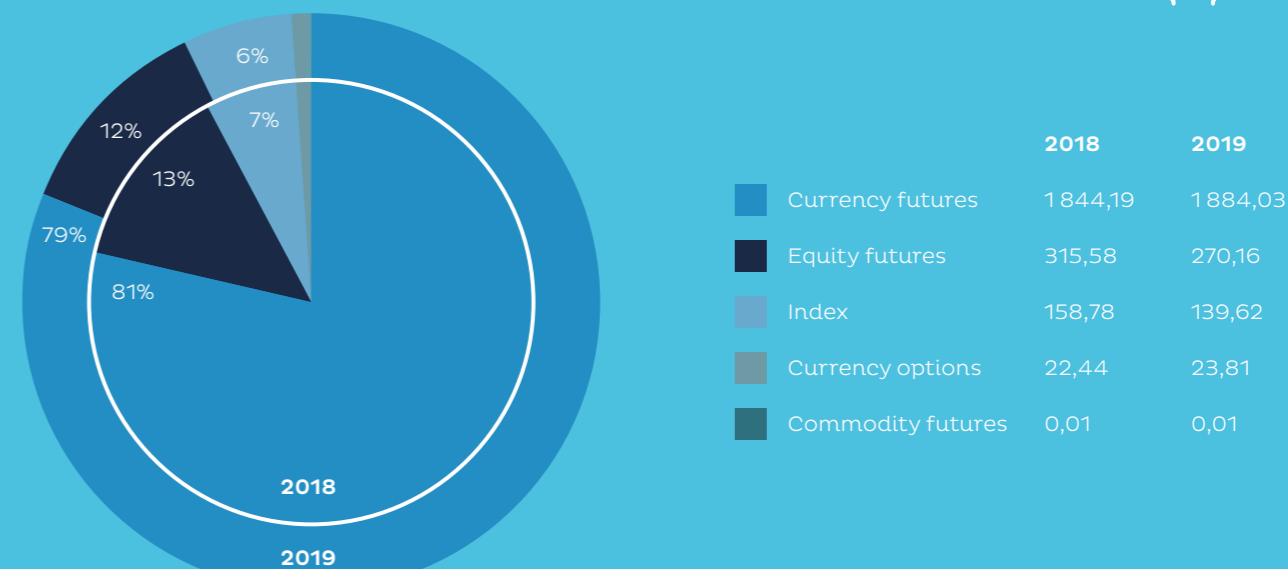 6%
7%
12%
13%
79%
81%
2018
2019
2018 2019
Currency futures 1 844,19 1 884,03
Equity futures 315,58 270,16
Index 158,78 139,62
Currency options 22,44 23,81
Commodity futures 0,01 0,01